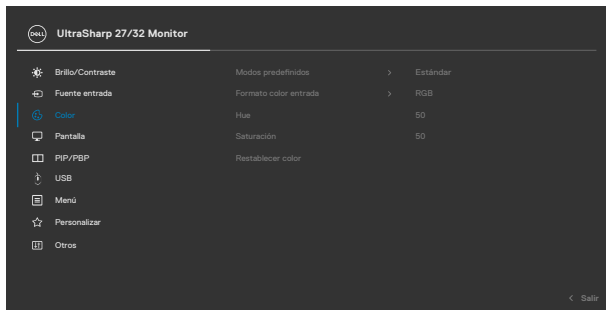 DELL UltraSharp 27/32 Monitor
Brillo/Contraste Modos predefinidos > Estándar
Fuente entrada Formato color entrada > RGB
Color Hue 50
Pantalla Saturación 50
PIP/PBP Restablecer color
USB
Menú
Personalizar
Otros
< Salir